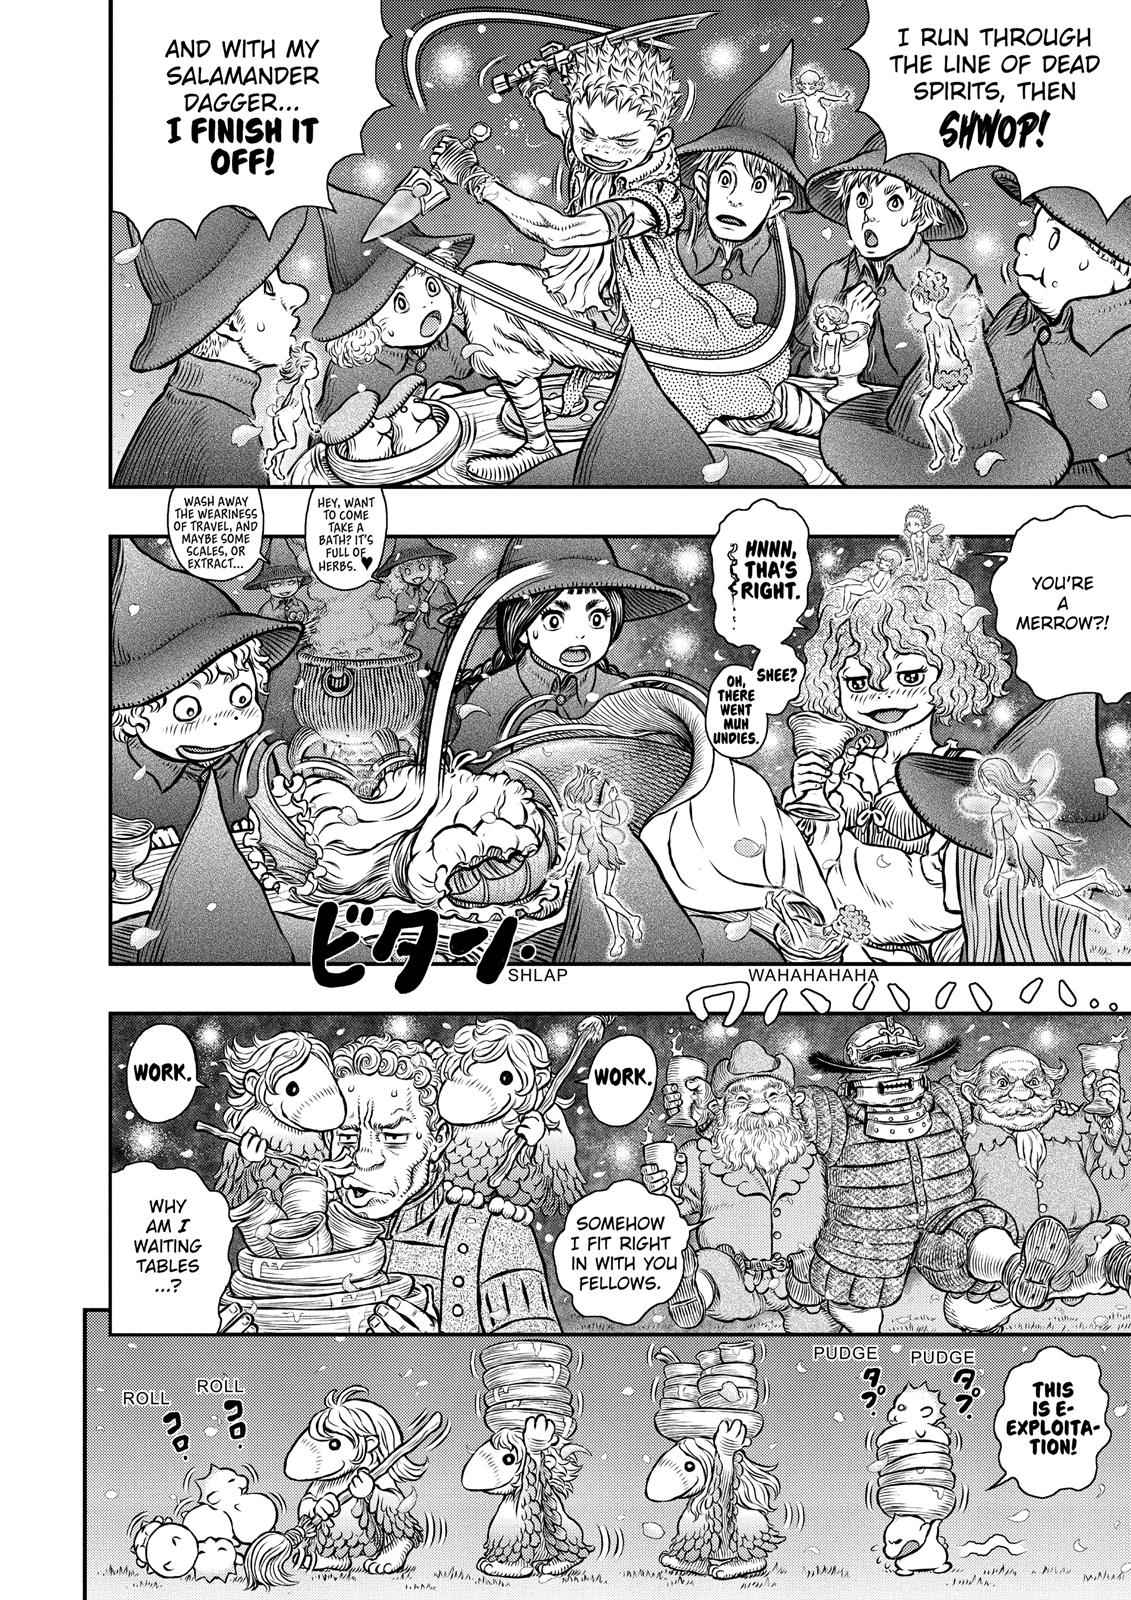 I RUN THROUGH
THE LINE OF DEAD
SPIRITS, THEN
SHWOP!
AND WITH MY
SALAMANDER
DAGGER...
I FINISH IT
OFF!
YOU'RE
A
MERROW?!
HNNN,
THA'S
RIGHT.
SHEE?
OH,
THERE
WENT
MUH
UNDIES.
HEY, WANT
TO COME
TAKE A
BATH? IT'S
FULL OF
HERBS. ♥
WASH AWAY
THE WEARINESS
OF TRAVEL, AND
MAYBE SOME
SCALES, OR
EXTRACT...
ビターン
SHLAP
WAHAHAHAHA
ワハハハハハ...
SOMEHOW
I FIT RIGHT
IN WITH YOU
FELLOWS.
WORK.
WORK.
WHY
AM I
WAITING
TABLES
...?
THIS
IS E-
EXPLOITA-
TION!
PUDGE
プタ
PUDGE
プタ
ROLL
コロ
ROLL
コロ